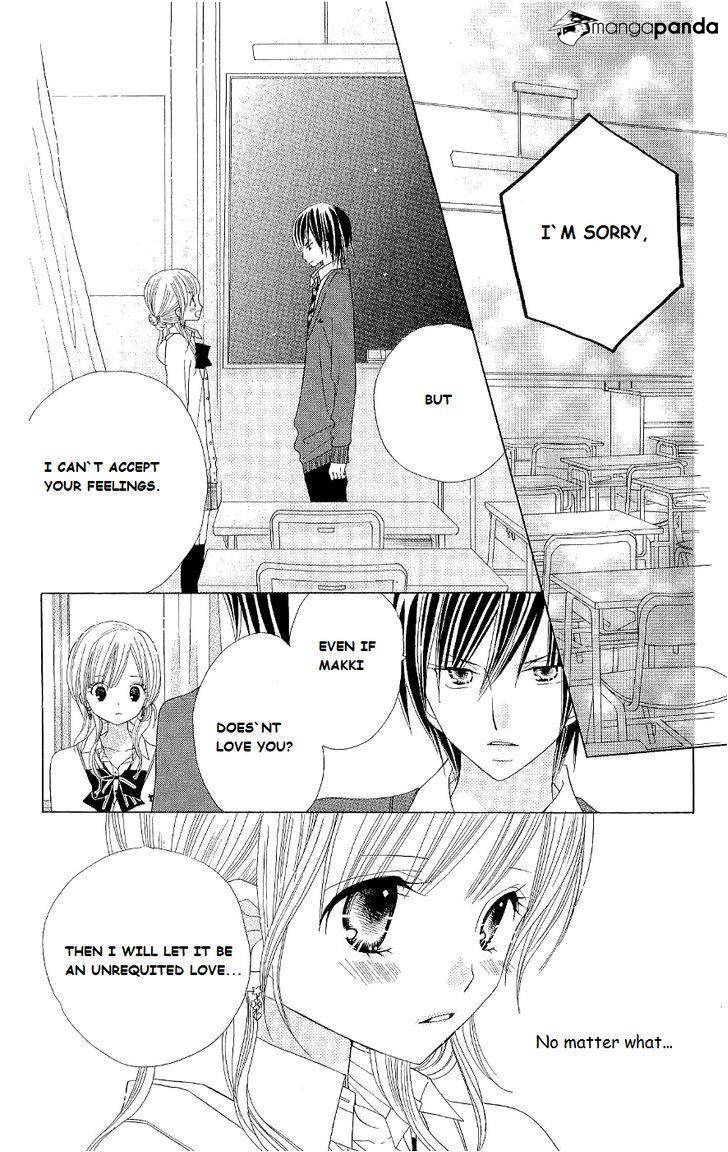 mangapanda
I`M SORRY,
BUT
I CAN`T ACCEPT
YOUR FEELINGS.
EVEN IF
MAKKI
DOES`NT
LOVE YOU?
THEN I WILL LET IT BE
AN UNREQUITED LOVE...
No matter what...